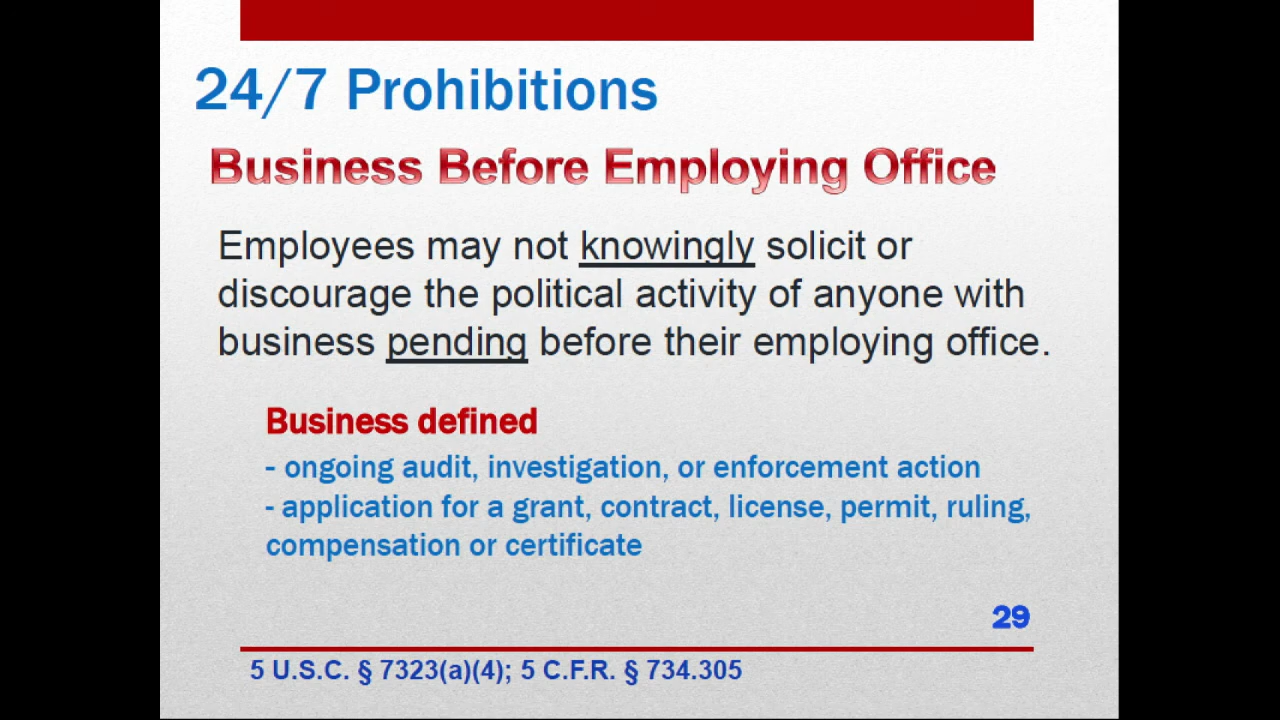 24/7 Prohibitions
Business Before Employing Office
Employees may not knowingly solicit or
discourage the political activity of anyone with
business pending before their employing office.
Business defined
- ongoing audit, investigation, or enforcement action
- application for a grant, contract, license, permit, ruling,
compensation or certificate
29
5 U.S.C. § 7323(a)(4); 5 C.F.R. § 734.305